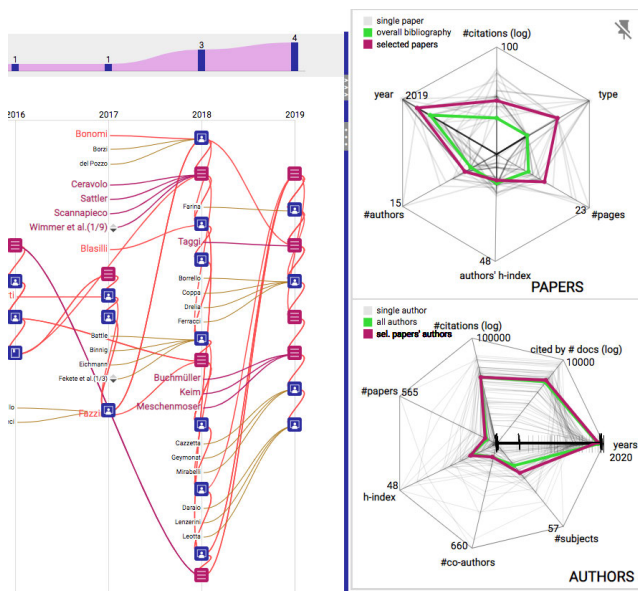 1
1
3
4
2016
2017
2018
2019
Bonomi
Borzi
del Pozzo
Ceravolo
Sattler
Scannapieco
Wimmer et al.(1/9)
Farina
Blasilli
Taggi
Borrello
Coppa
Drelia
Ferracci
Battle
Binnig
Eichmann
Fekete et al.(1/3)
Buchmüller
Keim
Meschenmoser
Fazzi
Cazzetta
Geymonat
Mirabelli
Daraio
Lenzerini
Leotta
single paper
overall bibliography
selected papers
#citations (log)
100
year
2019
type
#authors
15
23
#pages
48
authors' h-index
PAPERS
single author
all authors
sel. papers' authors
#citations (log)
100000
cited by # docs (log)
10000
#papers
565
years
2020
h-index
48
57
#subjects
660
#co-authors
AUTHORS